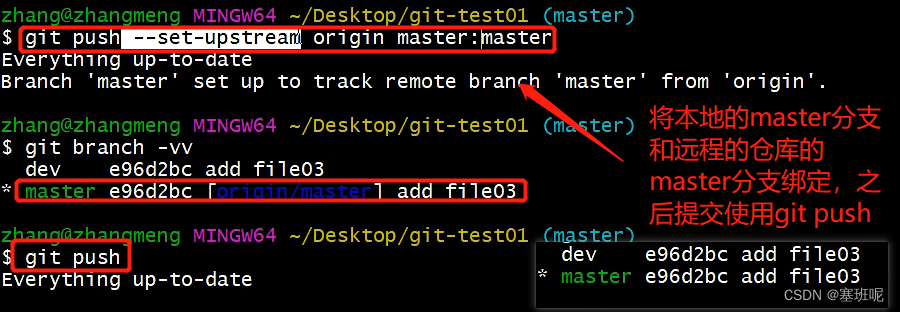 zhang@zhangmeng MINGW64 ~/Desktop/git-test01 (master)
$ git push --set-upstream origin master:master
Everything up-to-date
Branch 'master' set up to track remote branch 'master' from 'origin'.
zhang@zhangmeng MINGW64 ~/Desktop/git-test01 (master)
$ git branch -vv
dev    e96d2bc add file03
* master e96d2bc [origin/master] add file03
zhang@zhangmeng MINGW64 ~/Desktop/git-test01 (master)
$ git push
Everything up-to-date
将本地的master分支
和远程的仓库的
master分支绑定，之
后提交使用git push
dev    e96d2bc add file03
* master e96d2bc add file03
CSDN @塞班呢